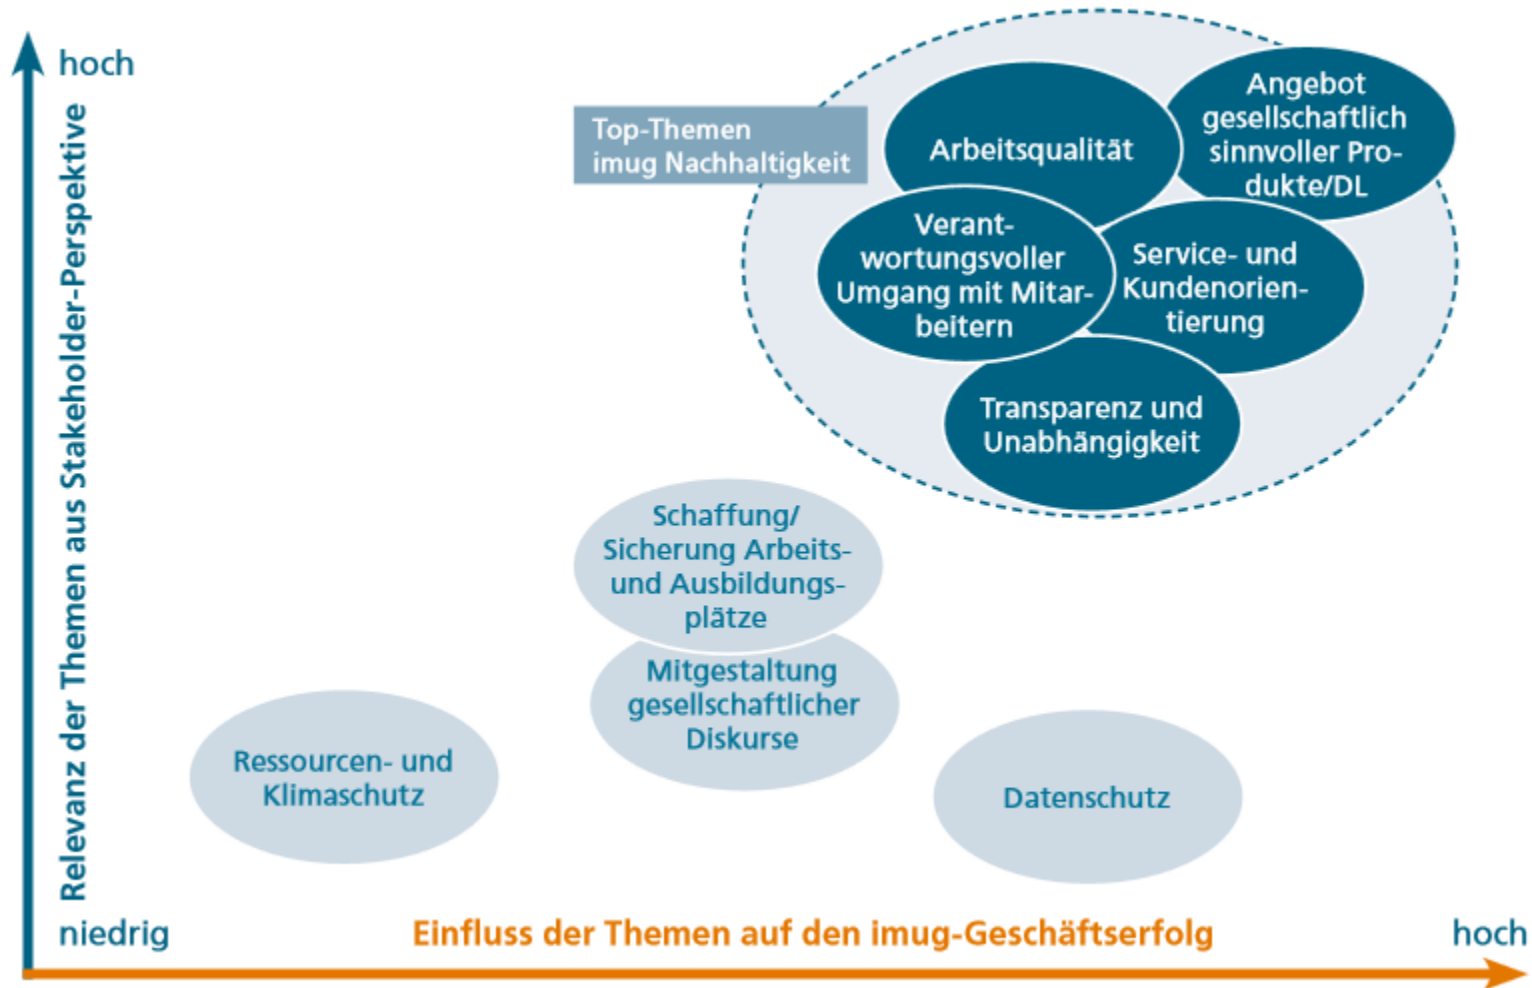 hoch
Relevanz der Themen aus Stakeholder-Perspektive
Top-Themen
imug Nachhaltigkeit
Arbeitsqualität
Angebot
gesellschaftlich
sinnvoller Pro-
dukte/DL
Verant-
wortungsvoller
Umgang mit Mitar-
beitern
Service- und
Kundenorien-
tierung
Transparenz und
Unabhängigkeit
Schaffung/
Sicherung Arbeits-
und Ausbildungs-
plätze
Mitgestaltung
gesellschaftlicher
Diskurse
Ressourcen- und
Klimaschutz
Datenschutz
niedrig
Einfluss der Themen auf den imug-Geschäftserfolg
hoch